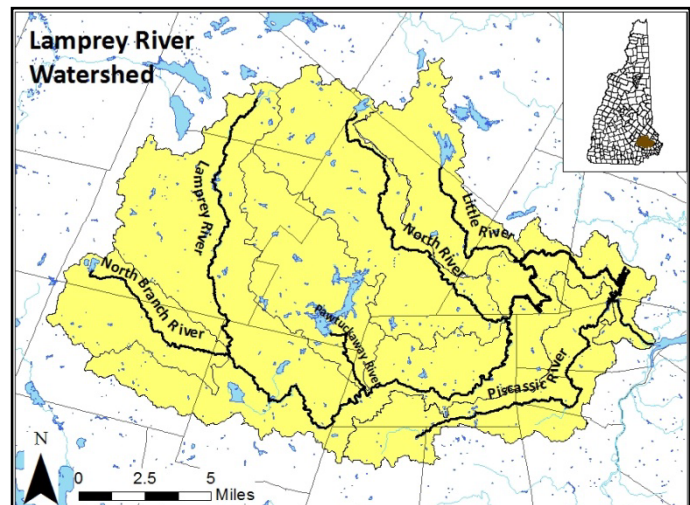 Lamprey River
Watershed
Lamprey River
Little River
North River
North Branch River
Pawtuckaway River
Piscassic River
N
0 2.5 5
Miles